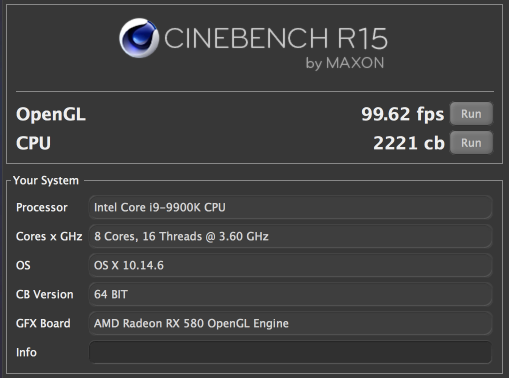 CINEBENCH R15
by MAXON
OpenGL 99.62 fps Run
CPU 2221 cb Run
Your System
Processor Intel Core i9-9900K CPU
Cores x GHz 8 Cores, 16 Threads @ 3.60 GHz
OS OS X 10.14.6
CB Version 64 BIT
GFX Board AMD Radeon RX 580 OpenGL Engine
Info